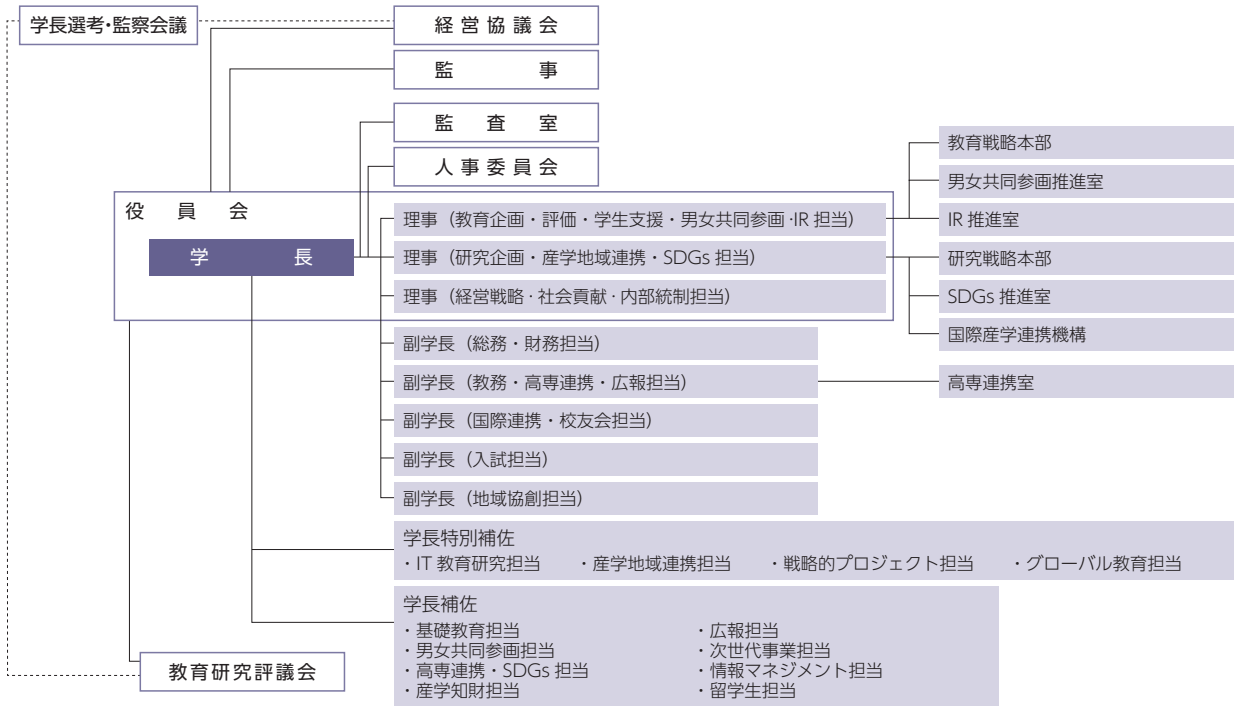 学長選考・監察会議
経営協議会
監事
監査室
人事委員会
役員会
学長
理事（教育企画・評価・学生支援・男女共同参画・IR 担当）
理事（研究企画・産学地域連携・SDGs 担当）
理事（経営戦略・社会貢献・内部統制担当）
副学長（総務・財務担当）
副学長（教務・高専連携・広報担当）
副学長（国際連携・校友会担当）
副学長（入試担当）
副学長（地域協創担当）
教育戦略本部
男女共同参画推進室
IR 推進室
研究戦略本部
SDGs 推進室
国際産学連携機構
高専連携室
学長特別補佐
・IT 教育研究担当 ・産学地域連携担当 ・戦略的プロジェクト担当 ・グローバル教育担当
学長補佐
・基礎教育担当 ・広報担当
・男女共同参画担当 ・次世代事業担当
・高専連携・SDGs 担当 ・情報マネジメント担当
・産学知財担当 ・留学生担当
教育研究評議会